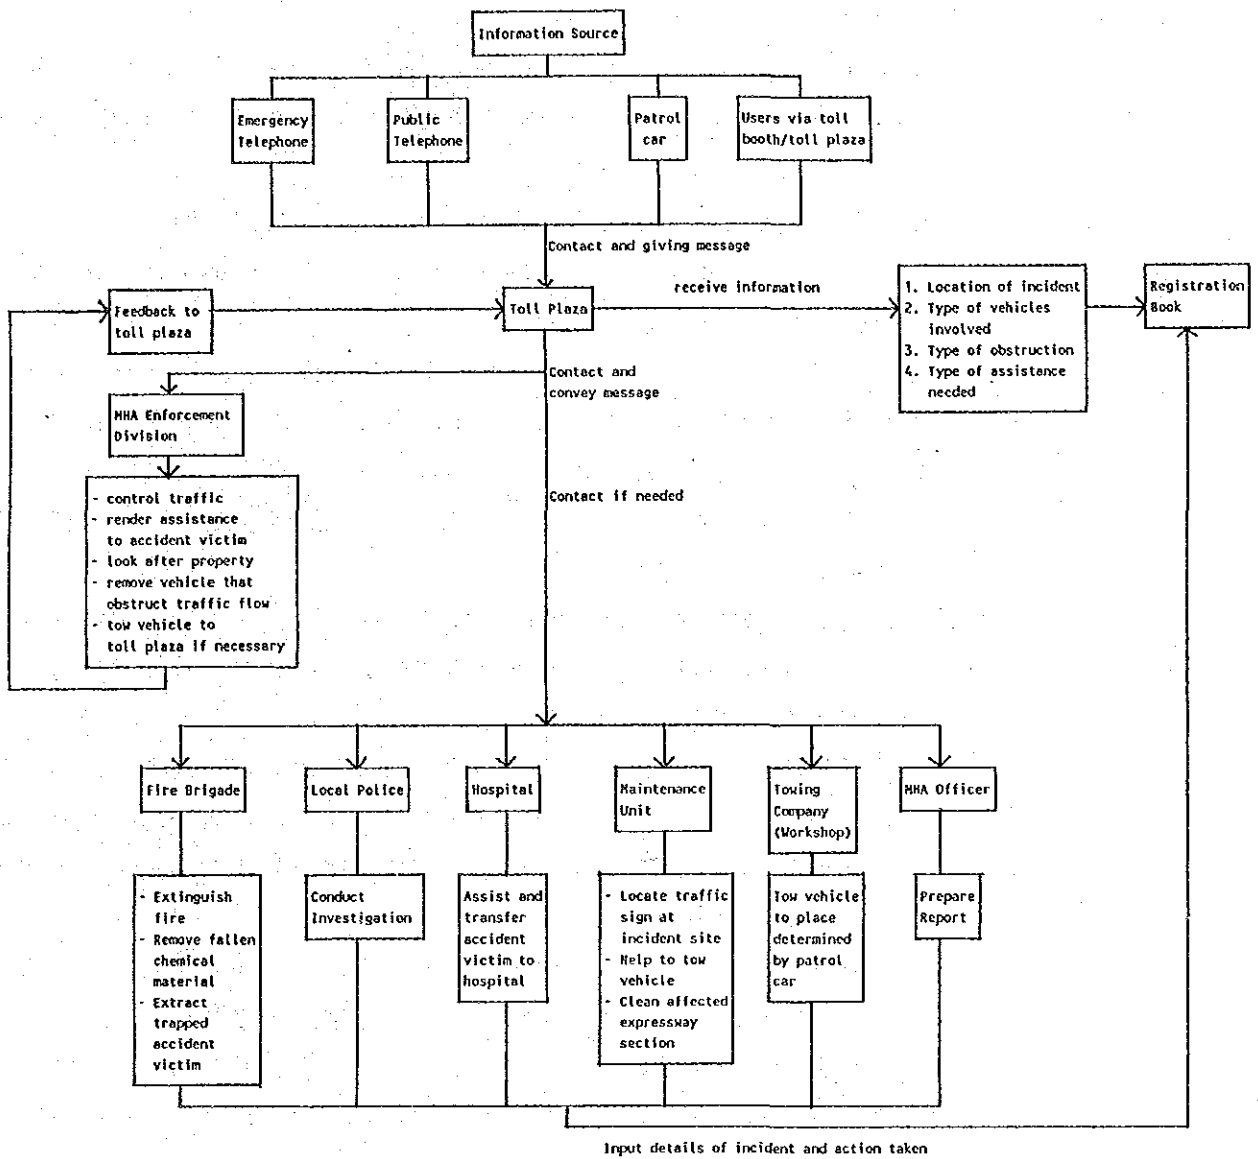 Information Source
Emergency
Telephone
Public
Telephone
Patrol
car
Users via toll
booth/toll plaza
Contact and giving message
Feedback to
toll plaza
Toll Plaza
receive information
1. Location of incident
2. Type of vehicles
involved
3. Type of obstruction
4. Type of assistance
needed
Registration
Book
Contact and
convey message
MHA Enforcement
Division
- control traffic
- render assistance
to accident victim
- look after property
- remove vehicle that
obstruct traffic flow
- tow vehicle to
toll plaza if necessary
Contact if needed
Fire Brigade
Local Police
Hospital
Maintenance
Unit
Towing
Company
(Workshop)
MHA Officer
- Extinguish
fire
- Remove fallen
chemical
material
- Extract
trapped
accident
victim
Conduct
Investigation
Assist and
transfer
accident
victim to
hospital
- Locate traffic
sign at
incident site
- Help to tow
vehicle
- Clean affected
expressway
section
Tow vehicle
to place
determined
by patrol
car
Prepare
Report
Input details of incident and action taken